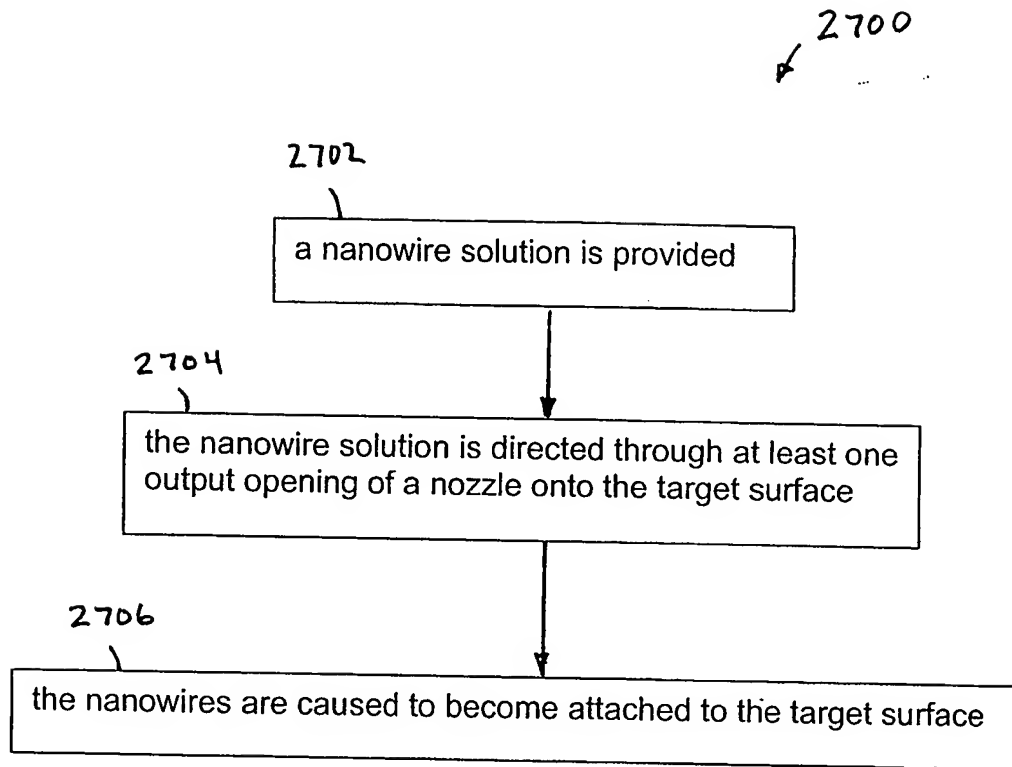 2700
2702
a nanowire solution is provided
2704
the nanowire solution is directed through at least one
output opening of a nozzle onto the target surface
2706
the nanowires are caused to become attached to the target surface